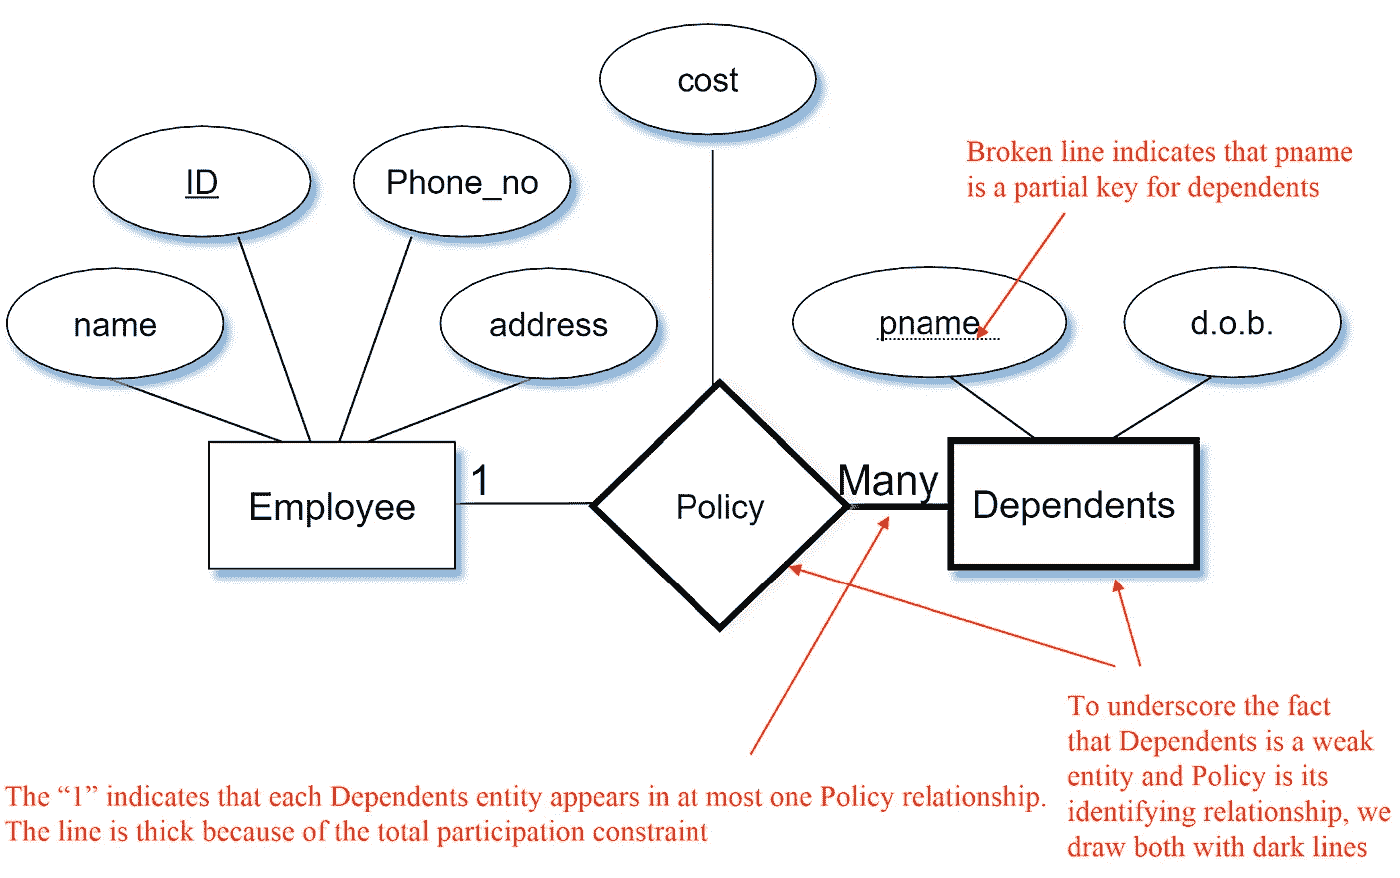 cost
ID
Phone_no
Broken line indicates that pname
is a partial key for dependents
name
address
pname
d.o.b.
Employee
1
Policy
Many
Dependents
The “1” indicates that each Dependents entity appears in at most one Policy relationship.
The line is thick because of the total participation constraint
To underscore the fact
that Dependents is a weak
entity and Policy is its
identifying relationship, we
draw both with dark lines